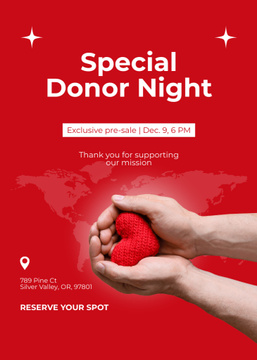 Special
Donor Night
Exclusive pre-sale | Dec. 9, 6 PM
Thank you for supporting
our mission
789 Pine Ct
Silver Valley, OR, 97801
RESERVE YOUR SPOT